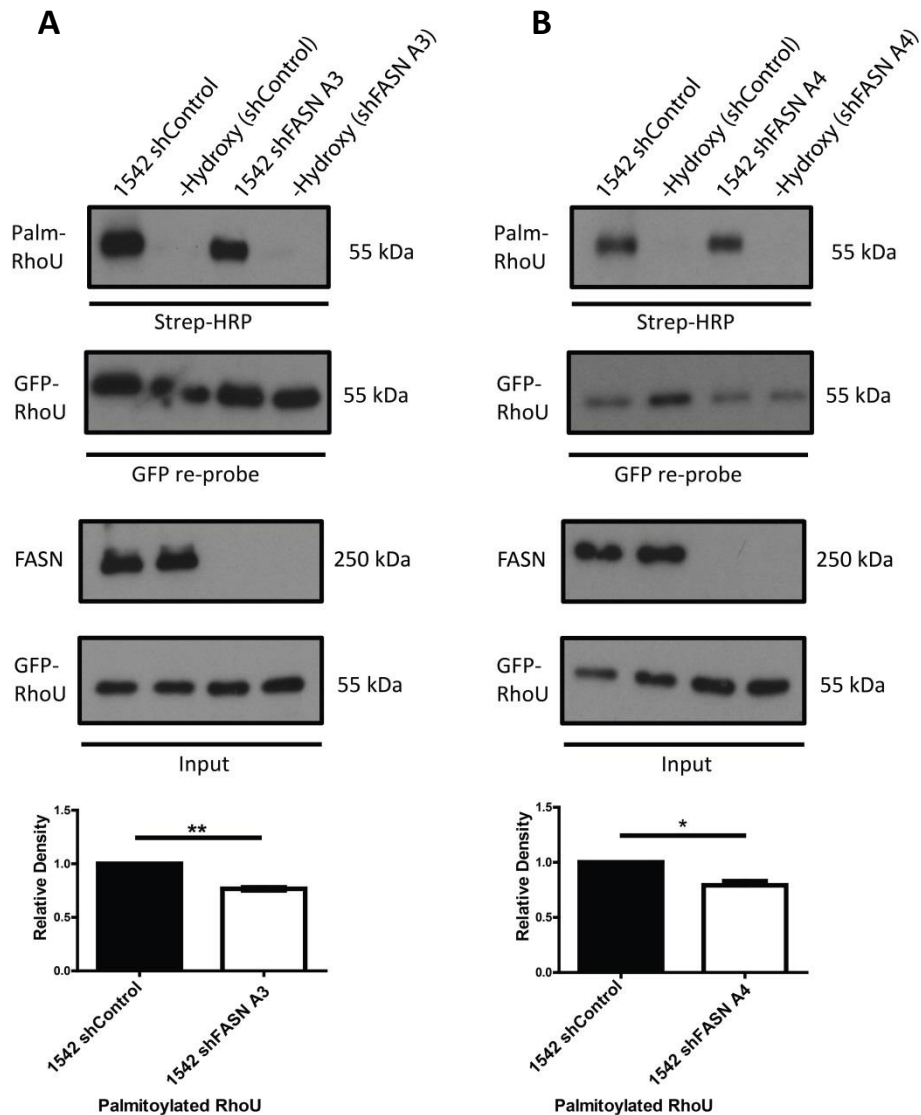 A
1542 shControl
-Hydroxy (shControl)
1542 shFASN A3
-Hydroxy (shFASN A3)
Palm-
RhoU
55 kDa
Strep-HRP
GFP-
RhoU
55 kDa
GFP re-probe
FASN
250 kDa
GFP-
RhoU
55 kDa
Input
Relative Density
1.5
1.0
0.5
0.0
**
1542 shControl
1542 shFASN A3
Palmitoylated RhoU
B
1542 shControl
-Hydroxy (shControl)
1542 shFASN A4
-Hydroxy (shFASN A4)
Palm-
RhoU
55 kDa
Strep-HRP
GFP-
RhoU
55 kDa
GFP re-probe
FASN
250 kDa
GFP-
RhoU
55 kDa
Input
Relative Density
1.5
1.0
0.5
0.0
*
1542 shControl
1542 shFASN A4
Palmitoylated RhoU